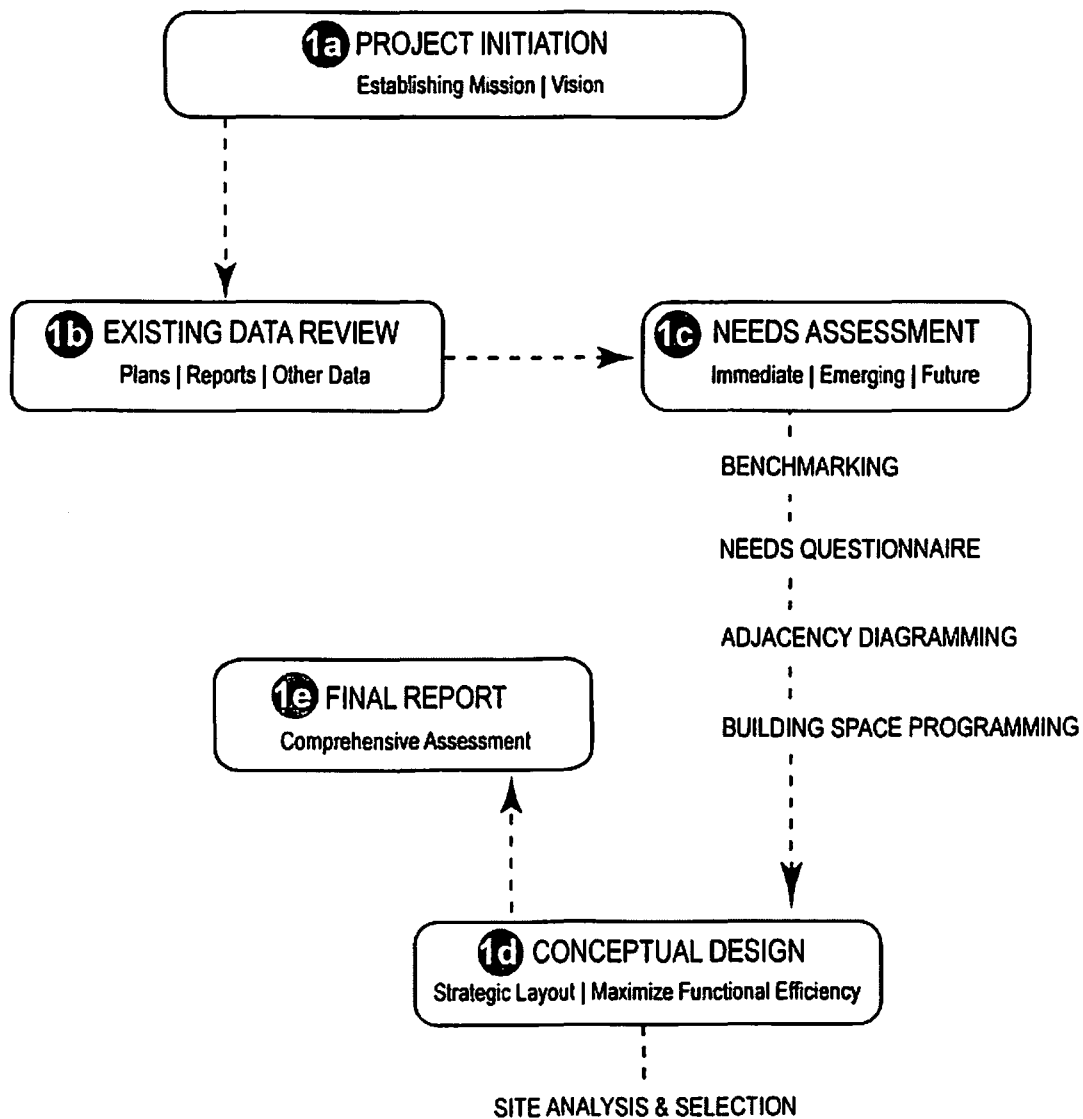 1a PROJECT INITIATION
Establishing Mission | Vision
1b EXISTING DATA REVIEW
Plans | Reports | Other Data
1c NEEDS ASSESSMENT
Immediate | Emerging | Future
BENCHMARKING
NEEDS QUESTIONNAIRE
ADJACENCY DIAGRAMMING
BUILDING SPACE PROGRAMMING
1e FINAL REPORT
Comprehensive Assessment
1d CONCEPTUAL DESIGN
Strategic Layout | Maximize Functional Efficiency
SITE ANALYSIS & SELECTION